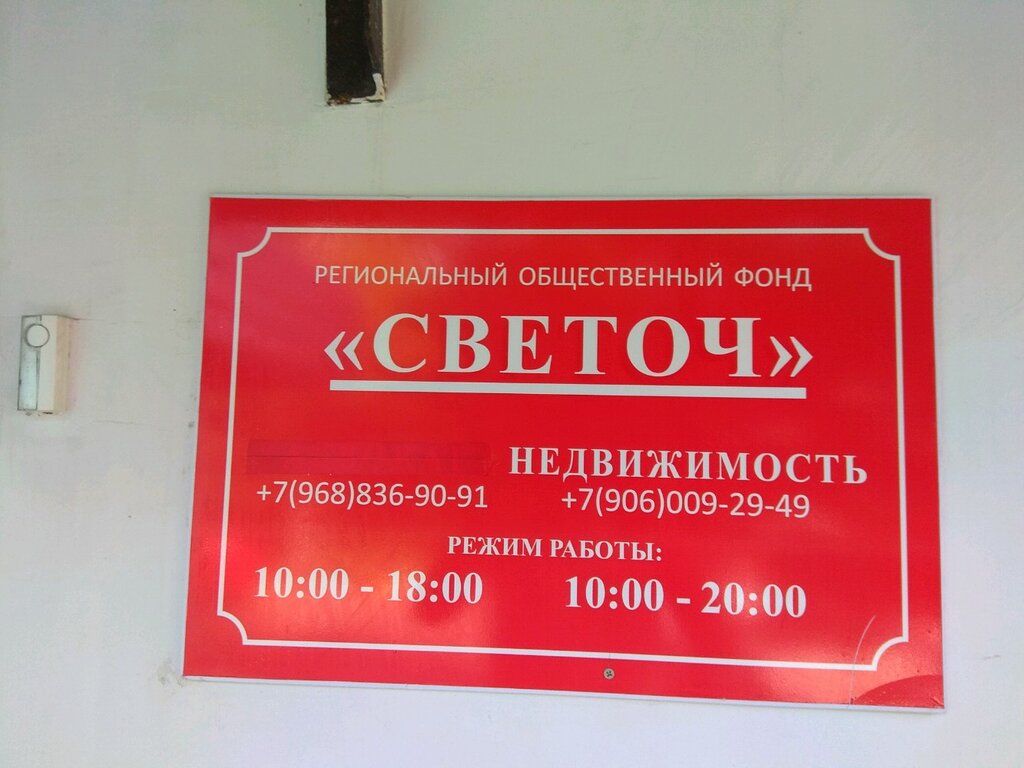 РЕГИОНАЛЬНЫЙ ОБЩЕСТВЕННЫЙ ФОНД
«СВЕТОЧ»
НЕДВИЖИМОСТЬ
+7(968)836-90-91 +7(906)009-29-49
РЕЖИМ РАБОТЫ:
10:00 - 18:00 10:00 - 20:00